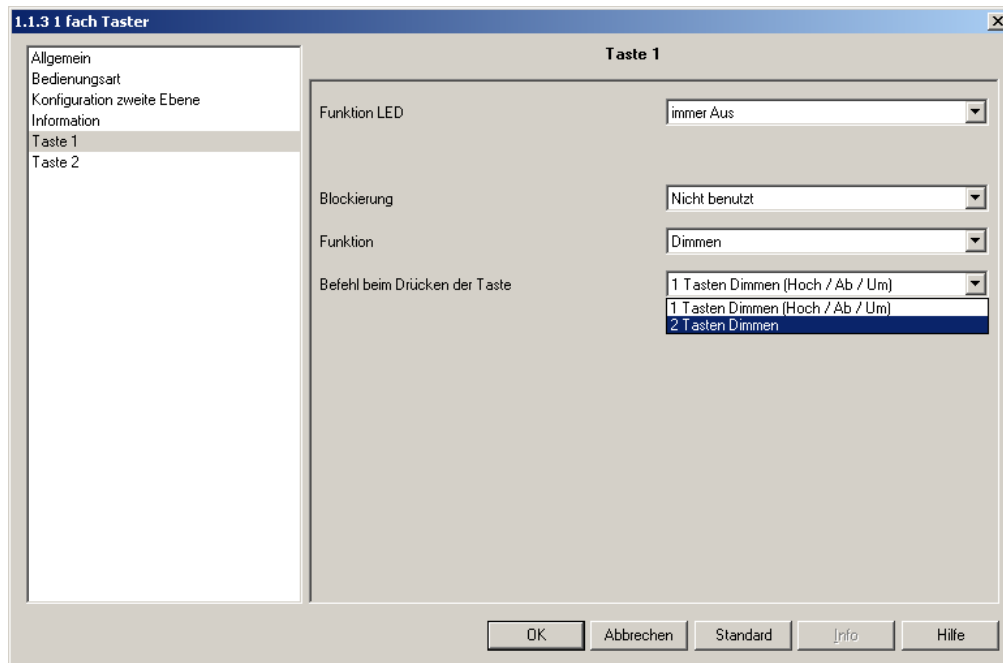 1.1.3 1 fach Taster
Allgemein
Bedienungsart
Konfiguration zweite Ebene
Information
Taste 1
Taste 2
Taste 1
Funktion LED
immer Aus
Blockierung
Nicht benutzt
Funktion
Dimmen
Befehl beim Drücken der Taste
1 Tasten Dimmen (Hoch / Ab / Um)
1 Tasten Dimmen (Hoch / Ab / Um)
2 Tasten Dimmen
OK
Abbrechen
Standard
Info
Hilfe